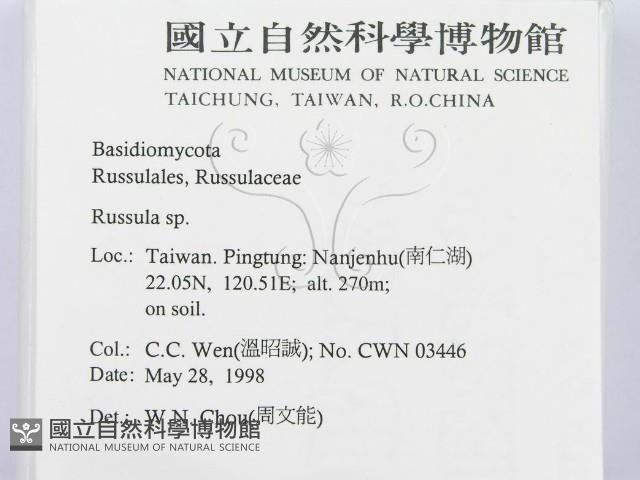 國立自然科學博物館
NATIONAL MUSEUM OF NATURAL SCIENCE
TAICHUNG, TAIWAN, R.O.CHINA
Basidiomycota
Russulales, Russulaceae
Russula sp.
Loc.: Taiwan. Pingtung: Nanjenhu(南仁湖)
22.05N, 120.51E; alt. 270m;
on soil.
Col.: C.C. Wen(溫昭誠); No. CWN 03446
Date: May 28, 1998
Det.: W.N. Chou(周文能)
國立自然科學博物館
NATIONAL MUSEUM OF NATURAL SCIENCE